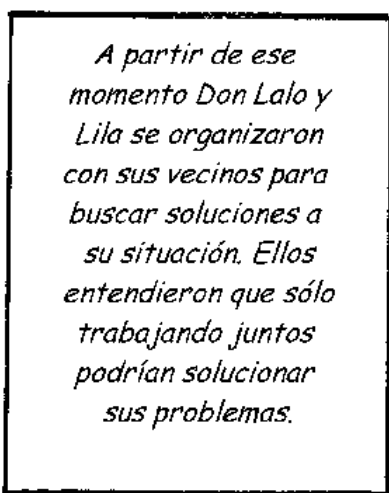 A partir de ese
momento Don Lalo y
Lila se organizaron
con sus vecinos para
buscar soluciones a
su situación. Ellos
entendieron que sólo
trabajando juntos
podrían solucionar
sus problemas.